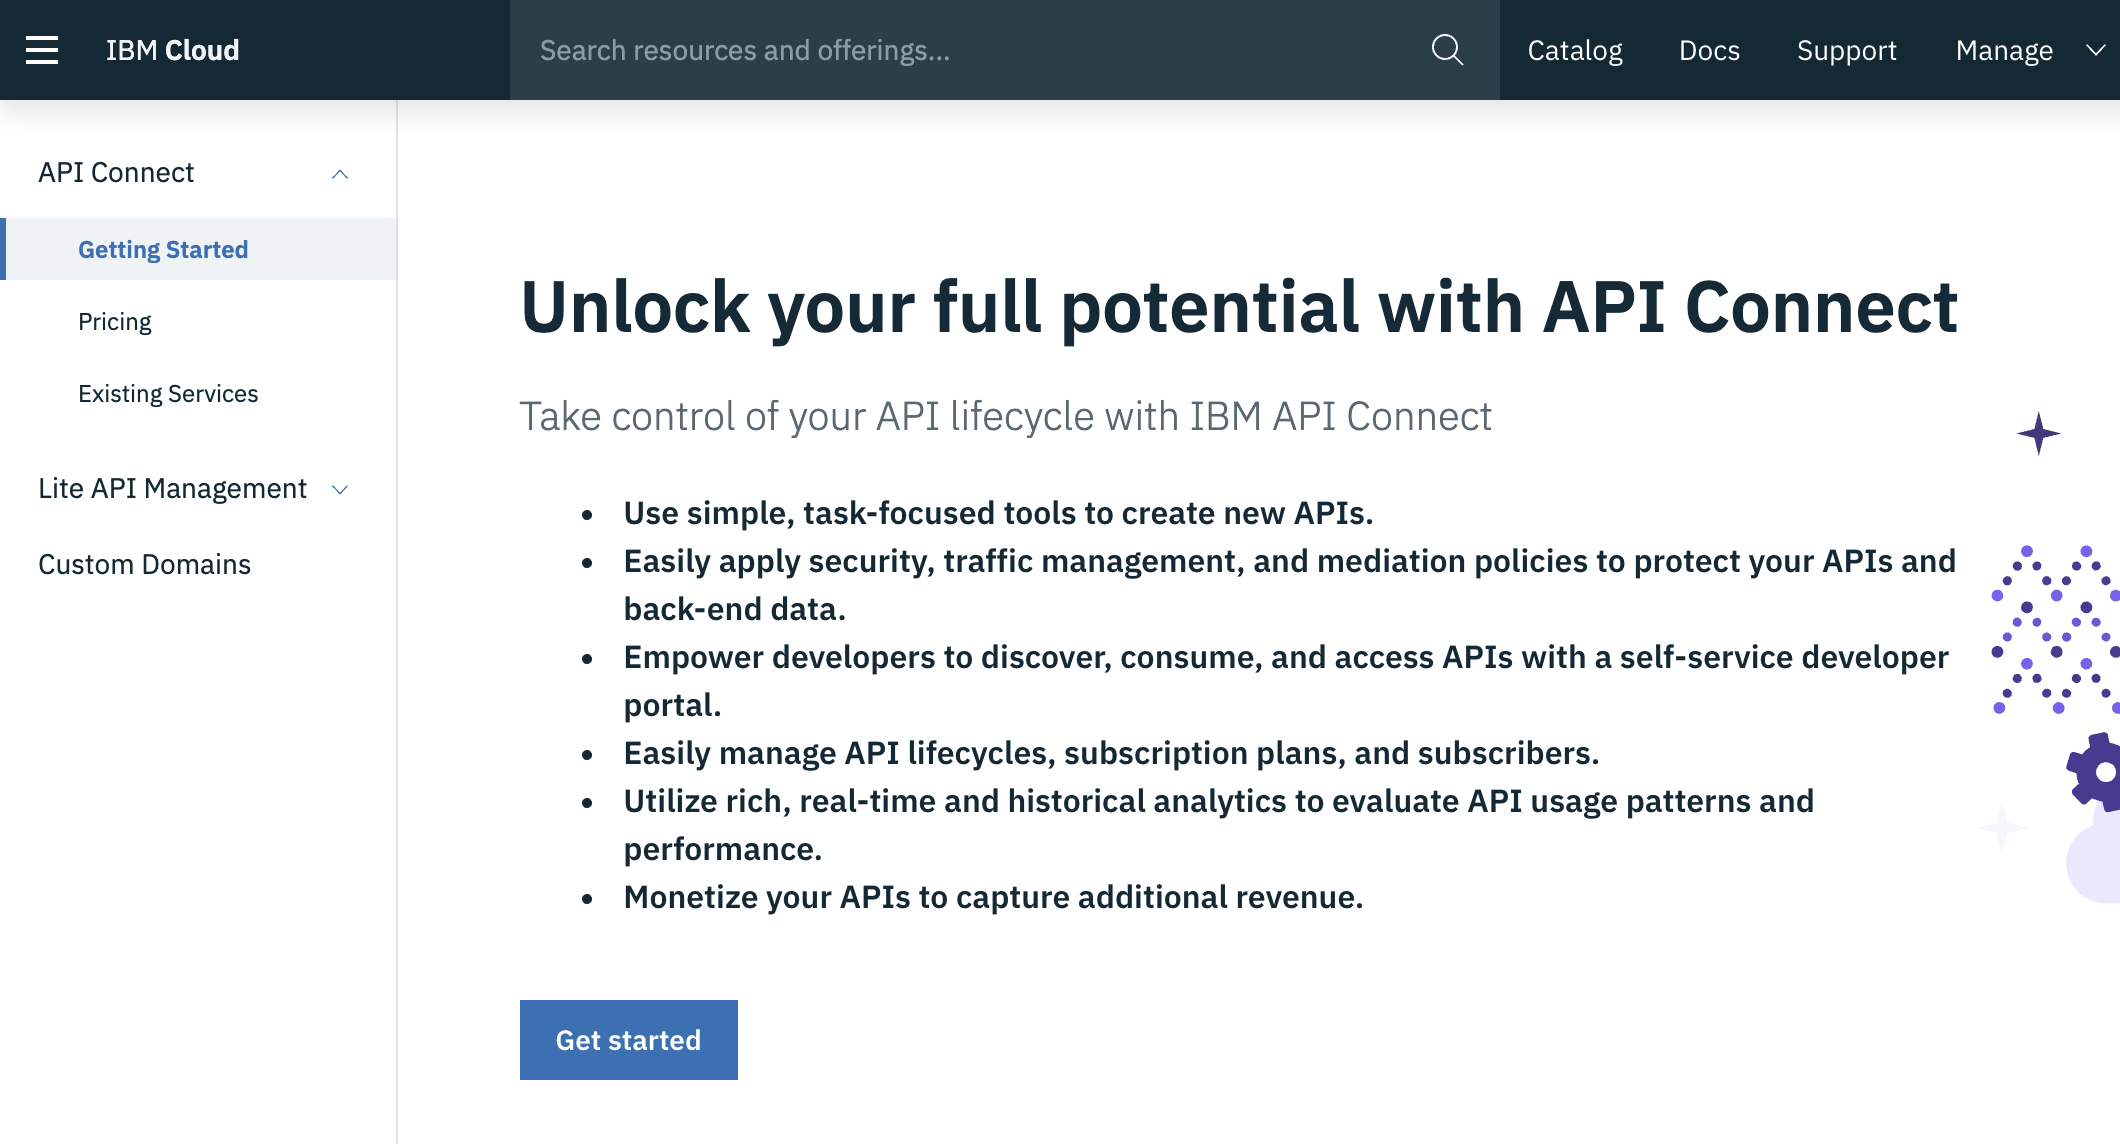 IBM Cloud
Search resources and offerings...
Catalog
Docs
Support
Manage
API Connect
Getting Started
Pricing
Existing Services
Lite API Management
Custom Domains
Unlock your full potential with API Connect
Take control of your API lifecycle with IBM API Connect
Use simple, task-focused tools to create new APIs.
Easily apply security, traffic management, and mediation policies to protect your APIs and
back-end data.
Empower developers to discover, consume, and access APIs with a self-service developer
portal.
Easily manage API lifecycles, subscription plans, and subscribers.
Utilize rich, real-time and historical analytics to evaluate API usage patterns and
performance.
Monetize your APIs to capture additional revenue.
Get started